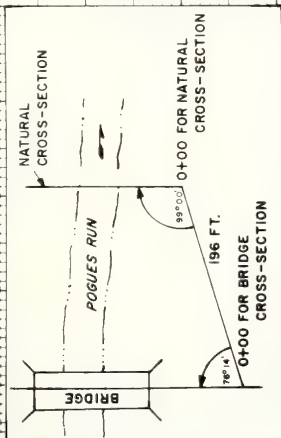 NATURAL
CROSS-SECTION
POGUES RUN
BRIDGE
99°00'
0+00 FOR NATURAL
CROSS-SECTION
196 FT.
76°14'
0+00 FOR BRIDGE
CROSS-SECTION